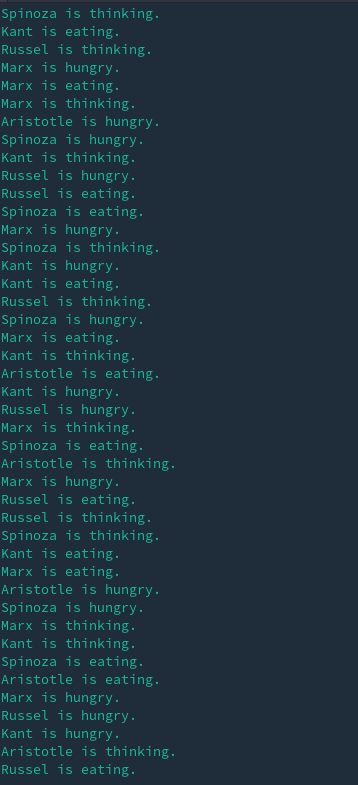 Spinoza is thinking.
Kant is eating.
Russel is thinking.
Marx is hungry.
Marx is eating.
Marx is thinking.
Aristotle is hungry.
Spinoza is hungry.
Kant is thinking.
Russel is hungry.
Russel is eating.
Spinoza is eating.
Marx is hungry.
Spinoza is thinking.
Kant is hungry.
Kant is eating.
Russel is thinking.
Spinoza is hungry.
Marx is eating.
Kant is thinking.
Aristotle is eating.
Kant is hungry.
Russel is hungry.
Marx is thinking.
Spinoza is eating.
Aristotle is thinking.
Marx is hungry.
Russel is eating.
Russel is thinking.
Spinoza is thinking.
Kant is eating.
Marx is eating.
Aristotle is hungry.
Spinoza is hungry.
Marx is thinking.
Kant is thinking.
Spinoza is eating.
Aristotle is eating.
Marx is hungry.
Russel is hungry.
Kant is hungry.
Aristotle is thinking.
Russel is eating.